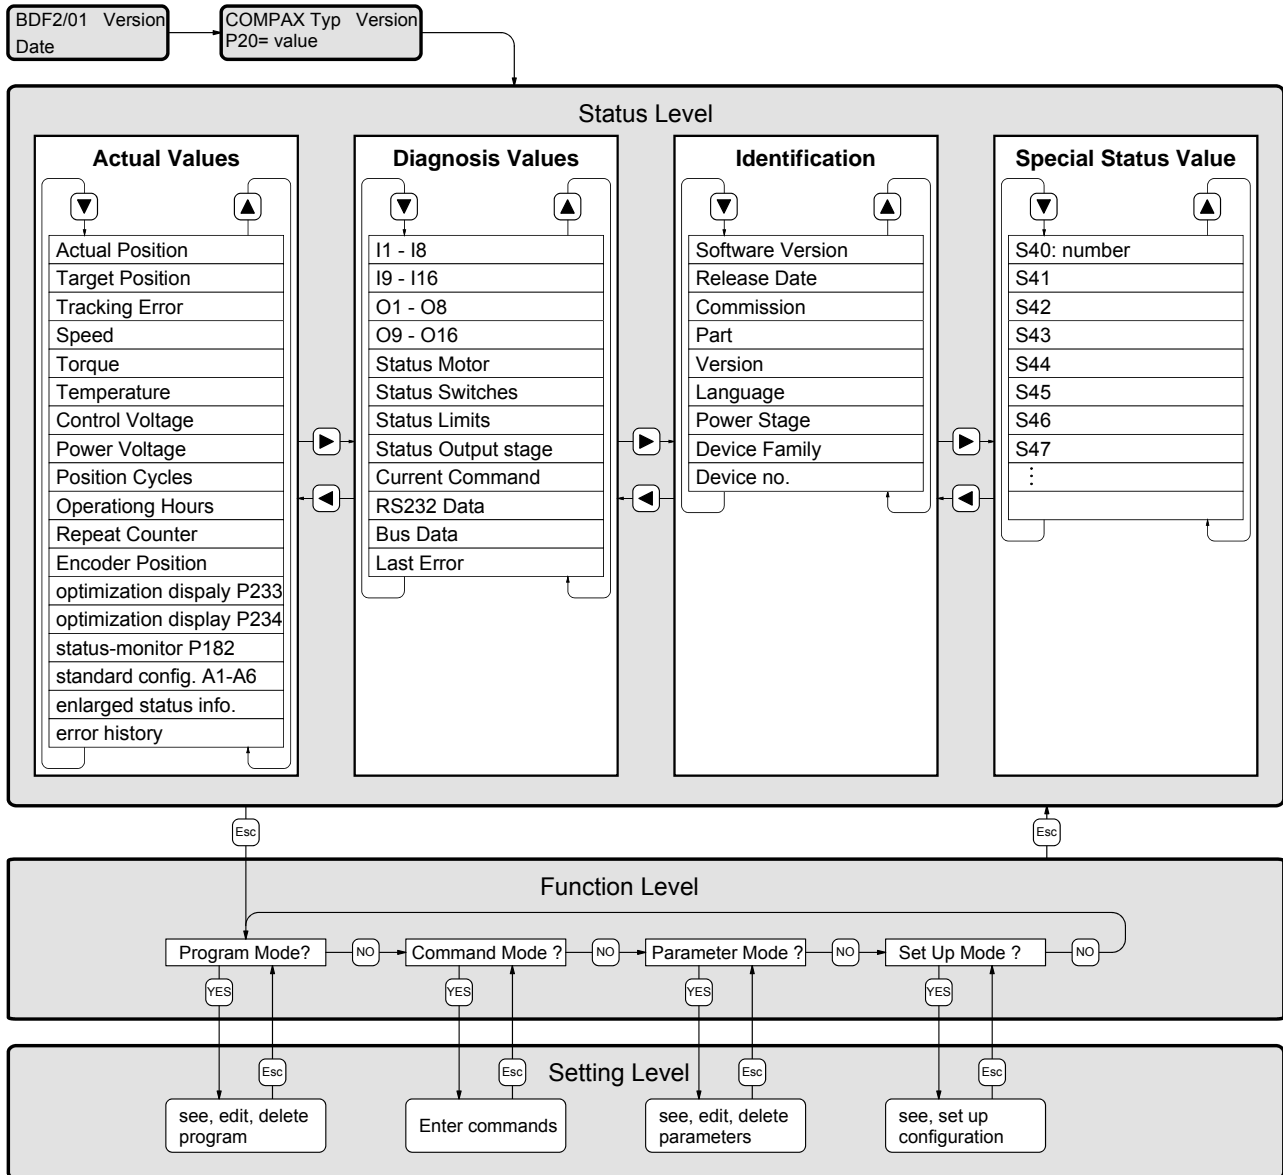 BDF2/01 Version
Date
COMPAX Typ Version
P20= value
Status Level
Actual Values
Actual Position
Target Position
Tracking Error
Speed
Torque
Temperature
Control Voltage
Power Voltage
Position Cycles
Operationg Hours
Repeat Counter
Encoder Position
optimization dispaly P233
optimization display P234
status-monitor P182
standard config. A1-A6
enlarged status info.
error history
Diagnosis Values
I1 - I8
I9 - I16
O1 - O8
O9 - O16
Status Motor
Status Switches
Status Limits
Status Output stage
Current Command
RS232 Data
Bus Data
Last Error
Identification
Software Version
Release Date
Commission
Part
Version
Language
Power Stage
Device Family
Device no.
Special Status Value
S40: number
S41
S42
S43
S44
S45
S46
S47
⋮
Esc
Esc
Function Level
Program Mode?
NO
Command Mode ?
NO
Parameter Mode ?
NO
Set Up Mode ?
NO
YES
YES
YES
YES
Setting Level
Esc
Esc
Esc
Esc
see, edit, delete
program
Enter commands
see, edit, delete
parameters
see, set up
configuration